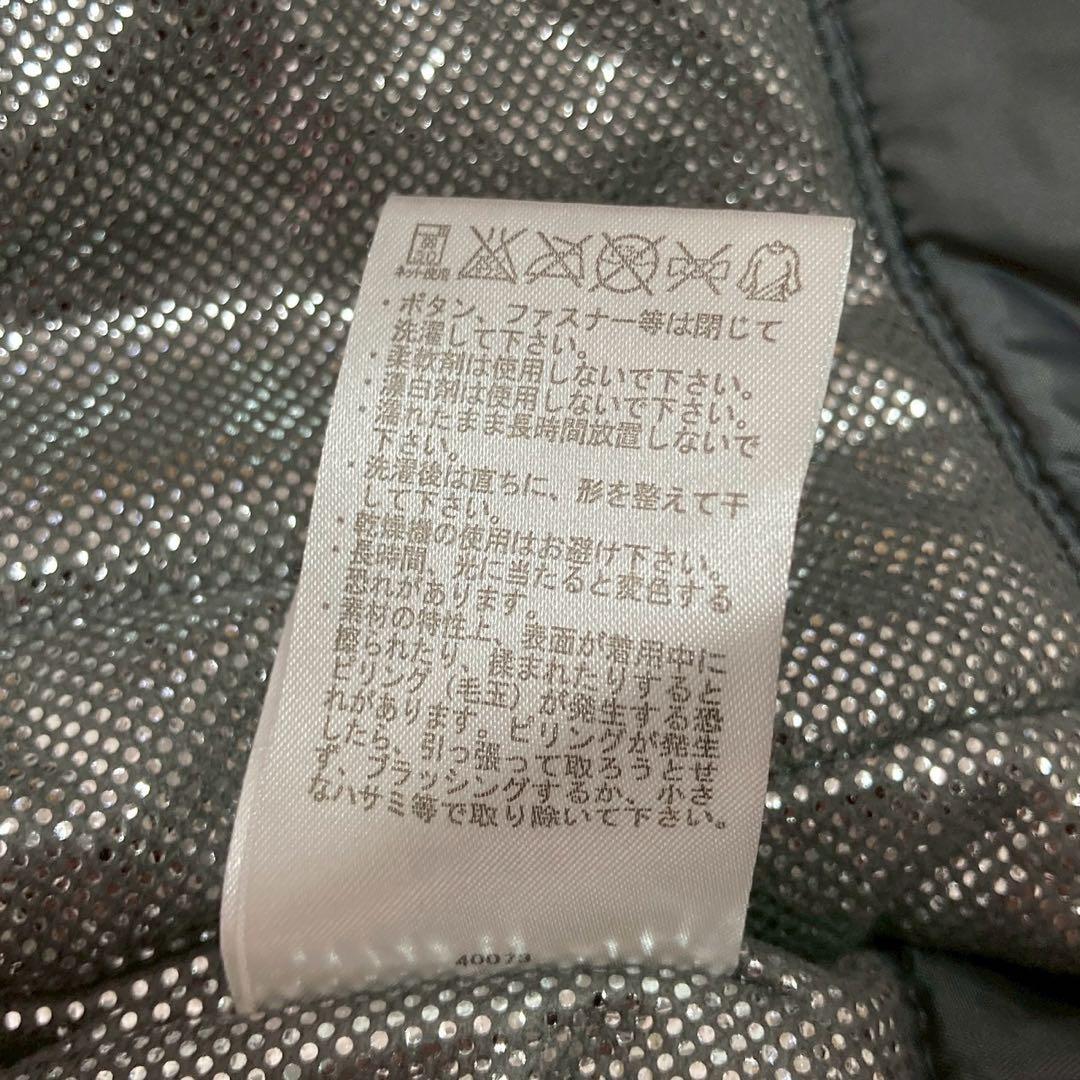 ネット使用
・ボタン、ファスナー等は閉じて
洗濯して下さい。
・柔軟剤は使用しないで下さい。
・漂白剤は使用しないで下さい。
・濡れたまま長時間放置しないで
下さい。
・洗濯後は直ちに、形を整えて干
して下さい。
・乾燥機の使用はお避け下さい。
・長時間、光に当たると変色する
恐れがあります。
・素材の特性上、表面が着用中に
擦られたり、揉まれたりすると
ピリング（毛玉）が発生する恐
れがあります。ピリングが発生
したら、引っ張って取ろうとせ
ず、ブラッシングするか、小さ
なハサミ等で取り除いて下さい。
40073